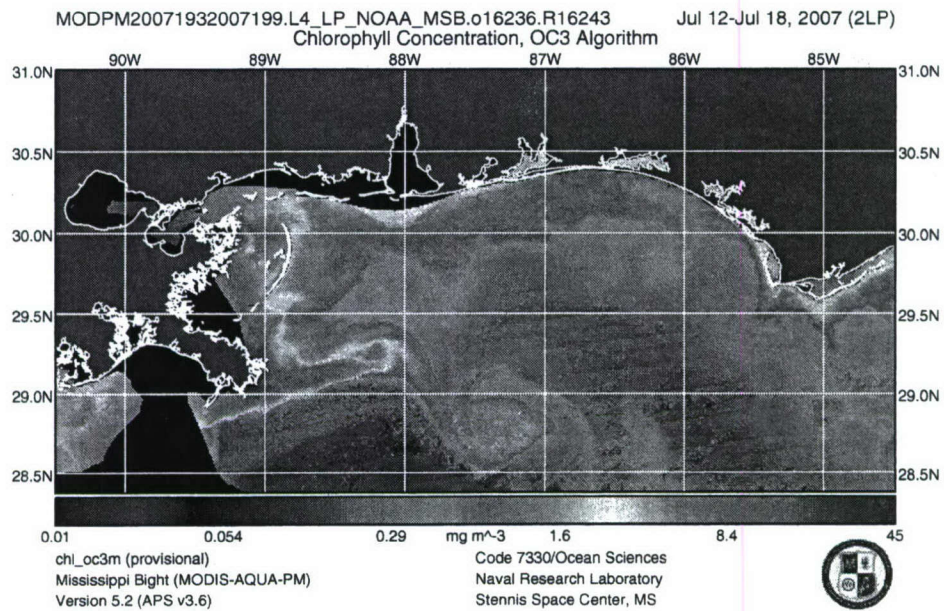 MODPM20071932007199.L4_LP_NOAA_MSB.o16236.R16243 Jul 12-Jul 18, 2007 (2LP)
Chlorophyll Concentration, OC3 Algorithm
90W 89W 88W 87W 86W 85W
31.0N 31.0N
30.5N 30.5N
30.0N 30.0N
29.5N 29.5N
29.0N 29.0N
28.5N 28.5N
0.01 0.054 0.29 mg m^-3 1.6 8.4 45
chl_oc3m (provisional) Code 7330/Ocean Sciences
Mississippi Bight (MODIS-AQUA-PM) Naval Research Laboratory
Version 5.2 (APS v3.6) Stennis Space Center, MS